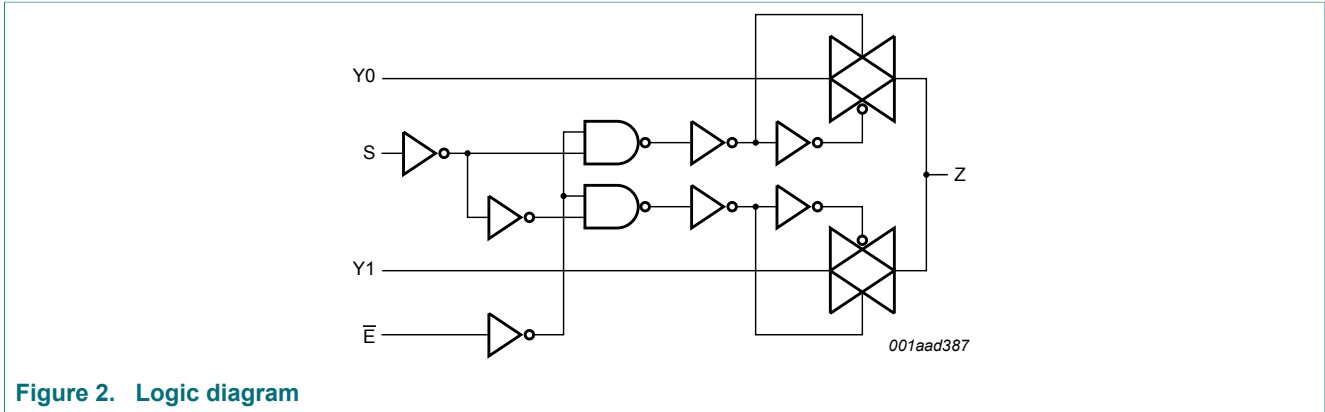 Y0
S
Z
Y1
E̅
001aad387
Figure 2. Logic diagram